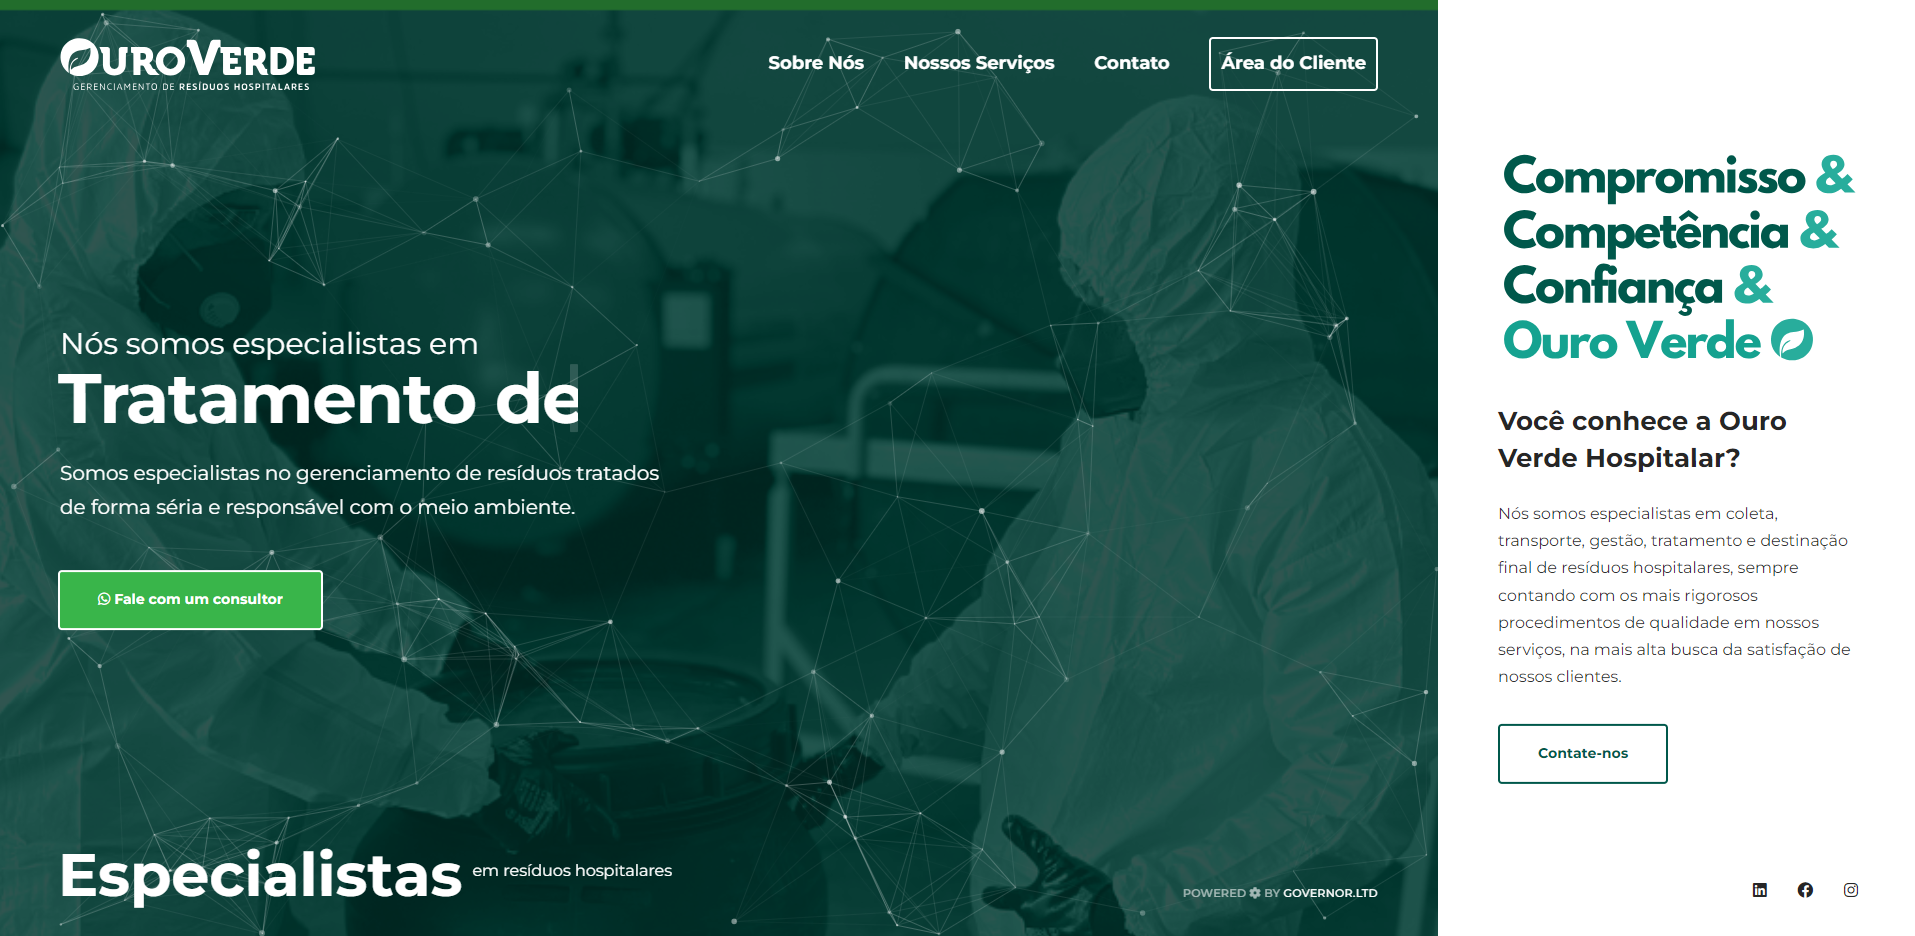 OUROVERDE
GERENCIAMENTO DE RESÍDUOS HOSPITALARES
Sobre Nós
Nossos Serviços
Contato
Área do Cliente
Nós somos especialistas em
Tratamento de
Somos especialistas no gerenciamento de resíduos tratados
de forma séria e responsável com o meio ambiente.
Fale com um consultor
Especialistas em resíduos hospitalares
POWERED BY GOVERNOR.LTD
Compromisso &
Competência &
Confiança &
Ouro Verde
Você conhece a Ouro
Verde Hospitalar?
Nós somos especialistas em coleta,
transporte, gestão, tratamento e destinação
final de resíduos hospitalares, sempre
contando com os mais rigorosos
procedimentos de qualidade em nossos
serviços, na mais alta busca da satisfação de
nossos clientes.
Contate-nos